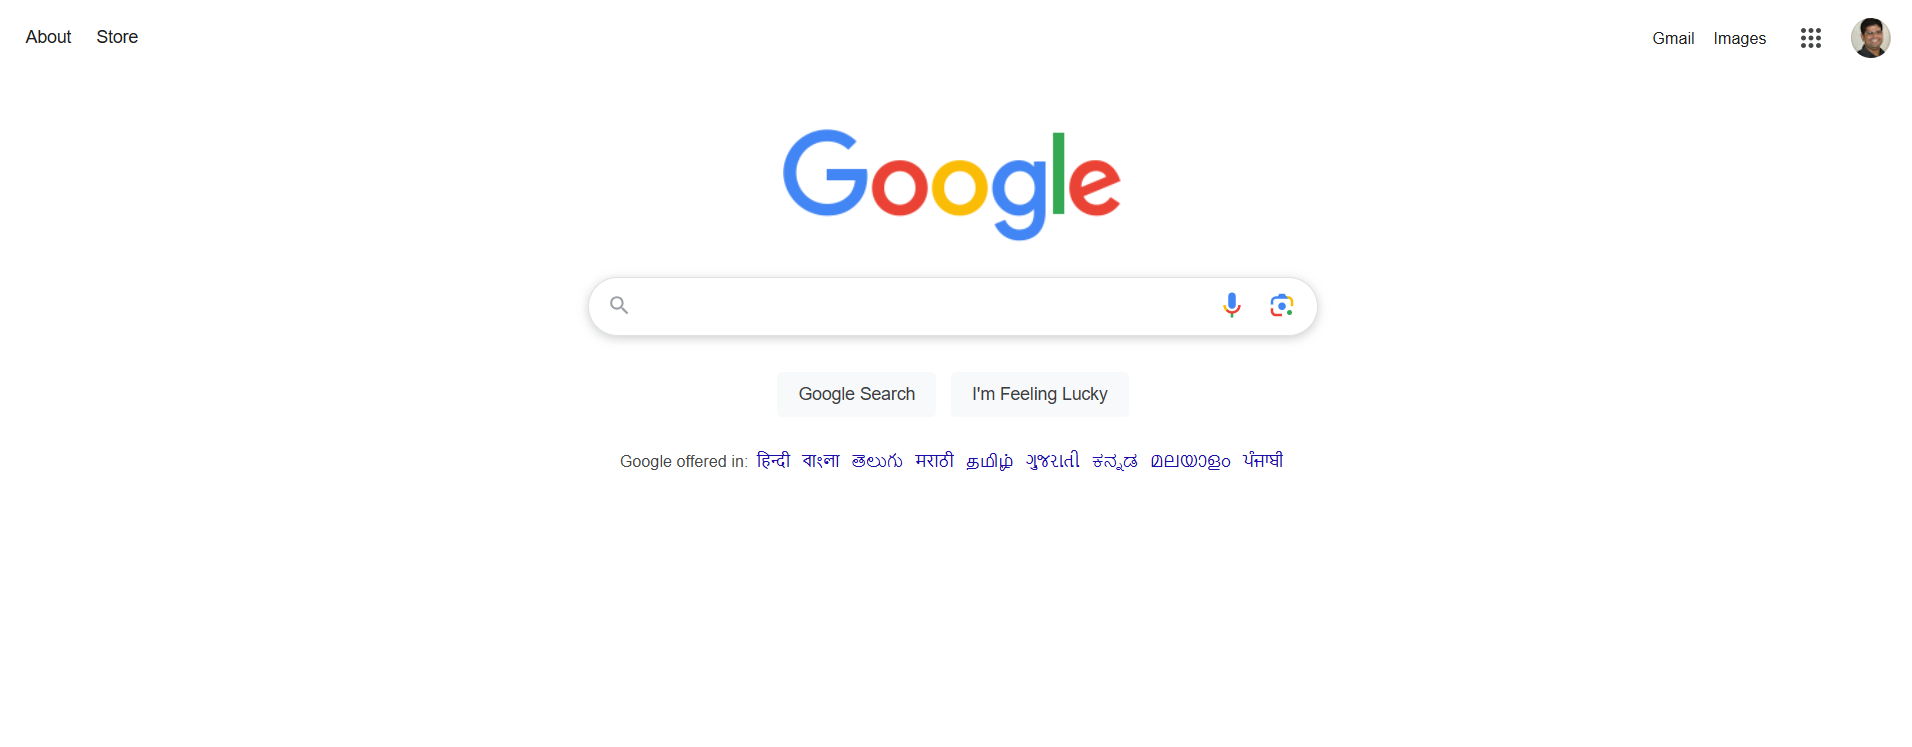 About Store
Gmail Images
Google
Google Search I'm Feeling Lucky
Google offered in: हिन्दी বাংলা తెలుగు मराठी தமிழ் ગુજરાતી ಕನ್ನಡ മലയാളം ਪੰਜਾਬੀ